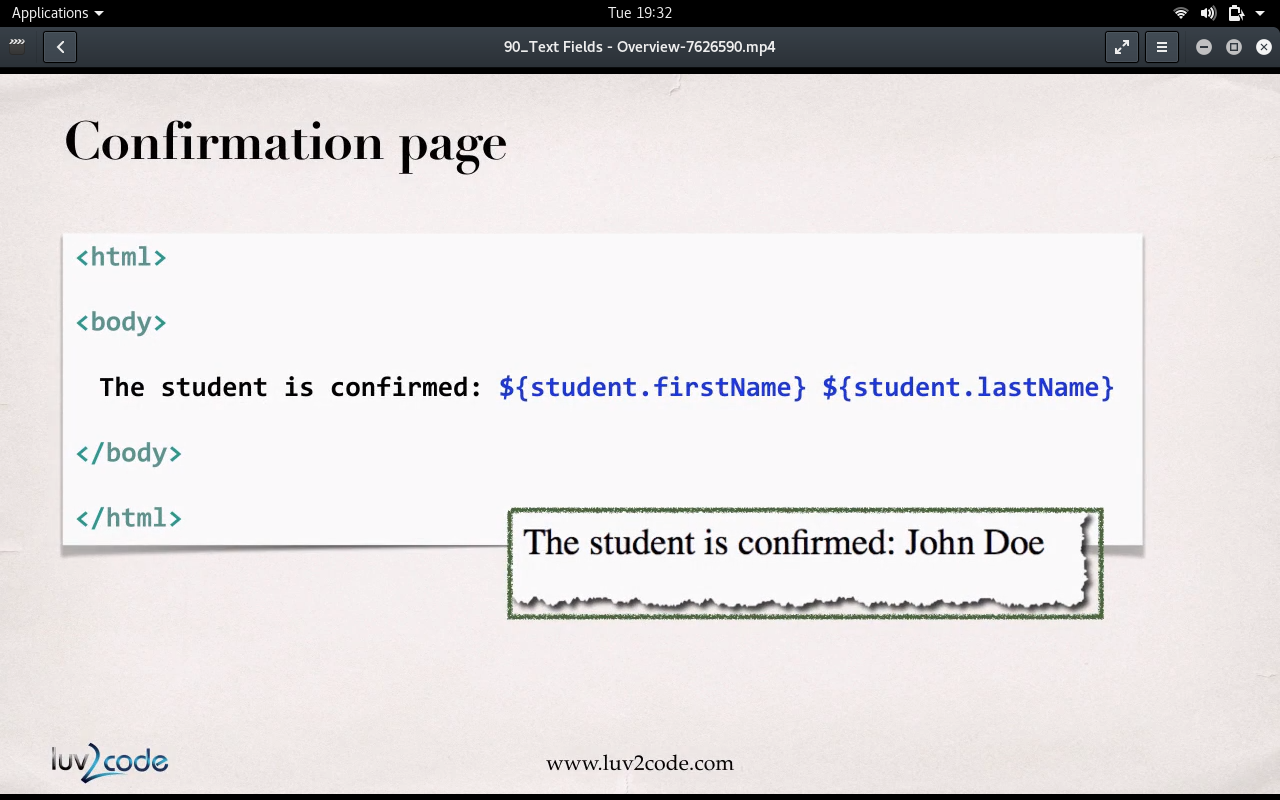 Applications
Tue 19:32
90_Text Fields - Overview-7626590.mp4
Confirmation page
<html>
<body>
The student is confirmed: ${student.firstName} ${student.lastName}
</body>
</html>
The student is confirmed: John Doe
luv2code
www.luv2code.com